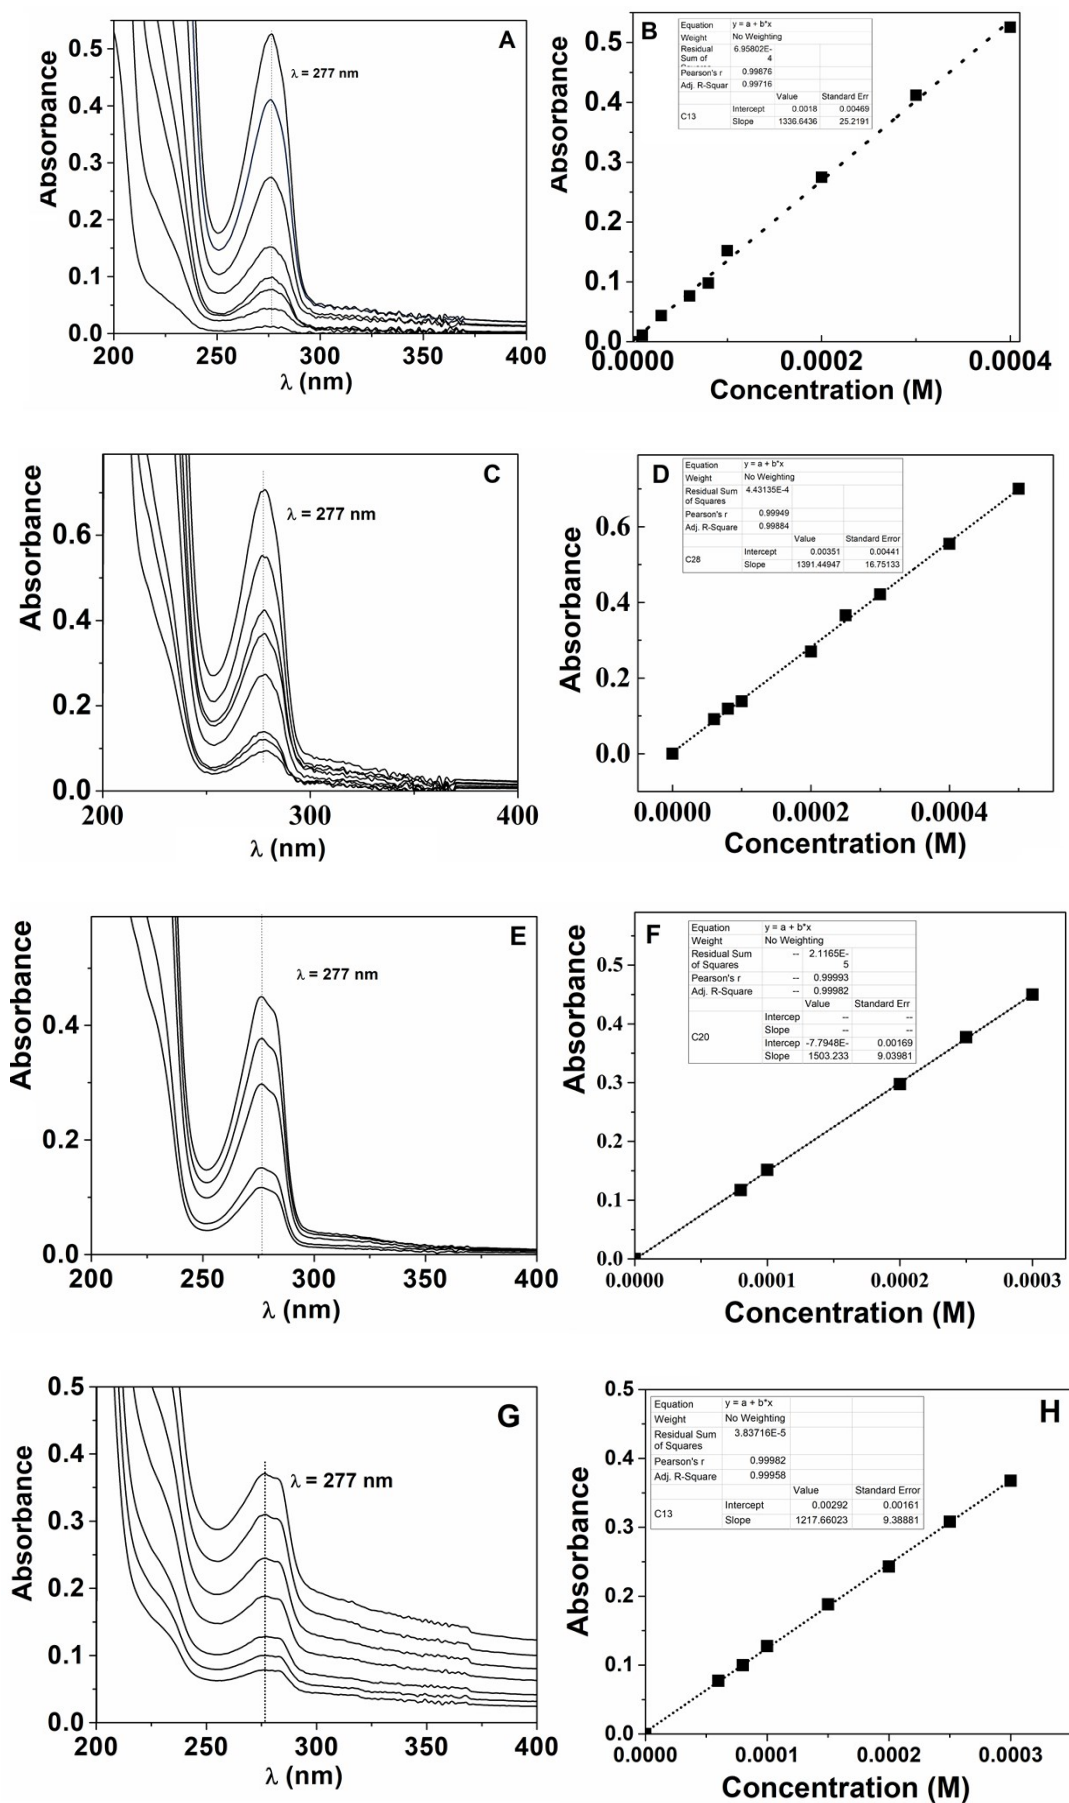 A
λ = 277 nm
Absorbance
0.5
0.4
0.3
0.2
0.1
0.0
200 250 300 350 400
λ (nm)
B
Equation y = a + b*x
Weight No Weighting
Residual 6.95802E-
Sum of 4
Pearson's r 0.99876
Adj. R-Squar 0.99716
Value Standard Err
C13
Intercept 0.0018 0.00469
Slope 1336.6436 25.2191
Absorbance
0.5
0.4
0.3
0.2
0.1
0.0
0.0000 0.0002 0.0004
Concentration (M)
C
λ = 277 nm
Absorbance
0.6
0.4
0.2
0.0
200 300 400
λ (nm)
D
Equation y = a + b*x
Weight No Weighting
Residual Sum 4.43135E-4
of Squares
Pearson's r 0.99949
Adj. R-Square 0.99884
Value Standard Error
C28
Intercept 0.00351 0.00441
Slope 1391.44947 16.75133
Absorbance
0.6
0.4
0.2
0.0
0.0000 0.0002 0.0004
Concentration (M)
E
λ = 277 nm
Absorbance
0.4
0.2
0.0
200 250 300 350 400
λ (nm)
F
Equation y = a + b*x
Weight No Weighting
Residual Sum -- 2.1165E-
of Squares 5
Pearson's r -- 0.99993
Adj. R-Square -- 0.99982
Value Standard Err
C20
Intercep -- --
Slope -- --
Intercep -7.7948E- 0.00169
Slope 1503.233 9.03981
Absorbance
0.5
0.4
0.3
0.2
0.1
0.0
0.0000 0.0001 0.0002 0.0003
Concentration (M)
G
λ = 277 nm
Absorbance
0.5
0.4
0.3
0.2
0.1
0.0
200 250 300 350 400
λ (nm)
H
Equation y = a + b*x
Weight No Weighting
Residual Sum 3.83716E-5
of Squares
Pearson's r 0.99982
Adj. R-Square 0.99958
Value Standard Error
C13
Intercept 0.00292 0.00161
Slope 1217.66023 9.38881
Absorbance
0.5
0.4
0.3
0.2
0.1
0.0
0.0000 0.0001 0.0002 0.0003
Concentration (M)